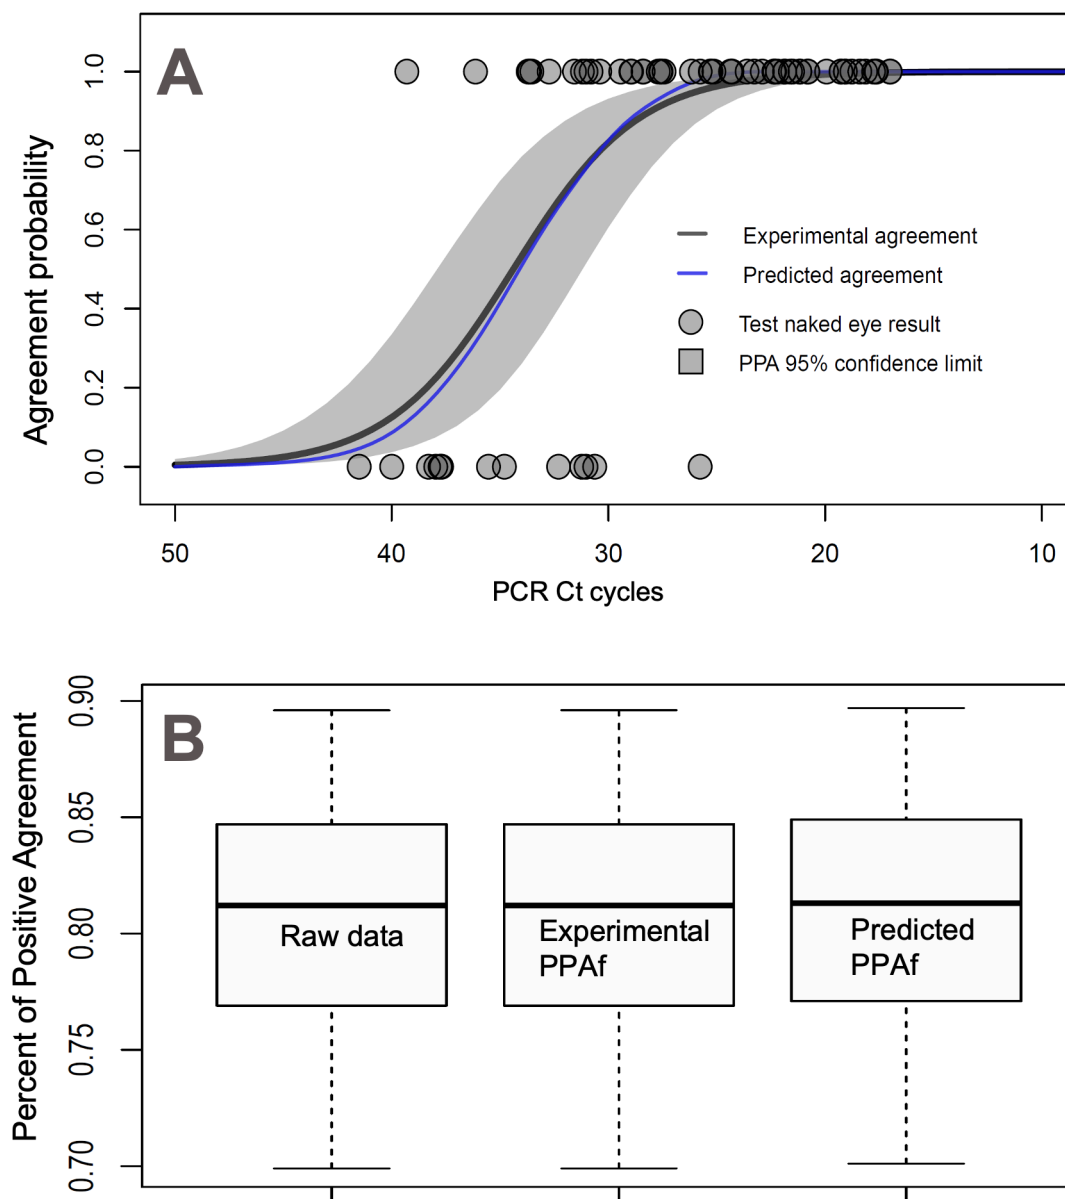 A
Agreement probability
1.0
0.8
0.6
0.4
0.2
0.0
Experimental agreement
Predicted agreement
Test naked eye result
PPA 95% confidence limit
50 40 30 20 10
PCR Ct cycles
B
Percent of Positive Agreement
0.90
0.85
0.80
0.75
0.70
Raw data
Experimental
PPAf
Predicted
PPAf